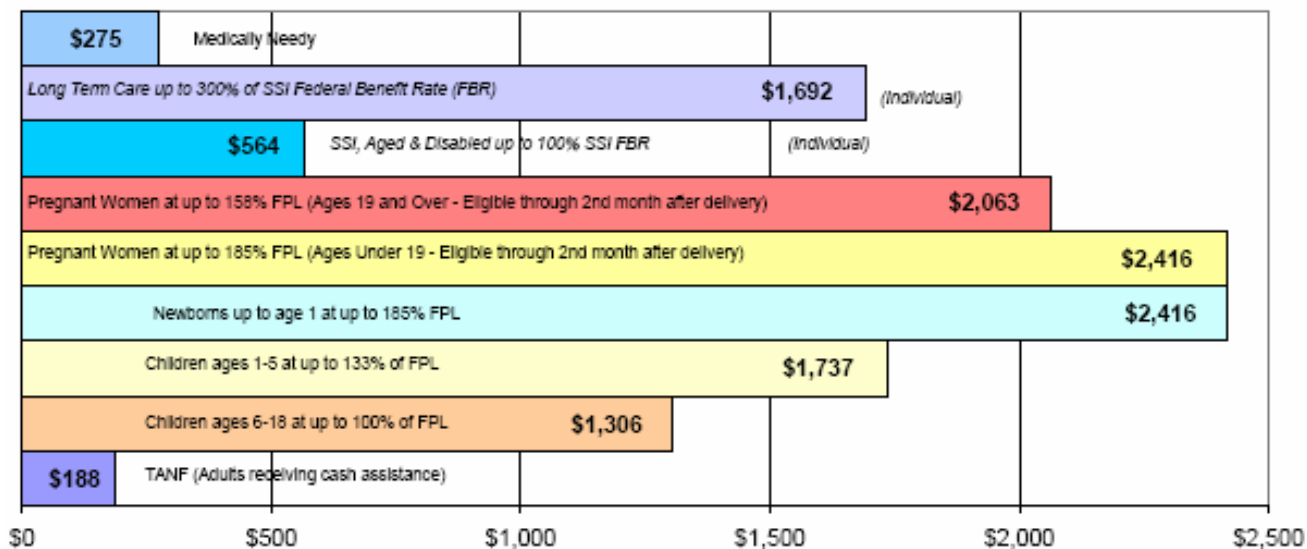 $275 Medically Needy
Long Term Care up to 300% of SSI Federal Benefit Rate (FBR) $1,692 (Individual)
$564 SSI, Aged & Disabled up to 100% SSI FBR (Individual)
Pregnant Women at up to 158% FPL (Ages 19 and Over - Eligible through 2nd month after delivery) $2,063
Pregnant Women at up to 185% FPL (Ages Under 19 - Eligible through 2nd month after delivery) $2,416
Newborns up to age 1 at up to 185% FPL $2,416
Children ages 1-5 at up to 133% of FPL $1,737
Children ages 6-18 at up to 100% of FPL $1,306
$188 TANF (Adults receiving cash assistance)
$0 $500 $1,000 $1,500 $2,000 $2,500